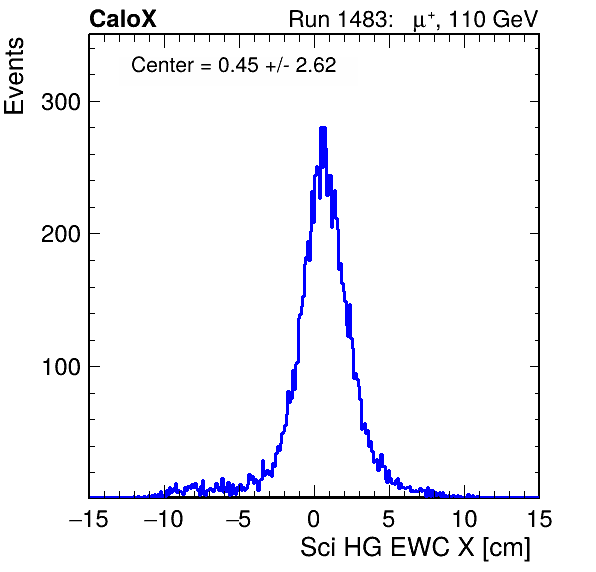 CaloX Run 1483: μ⁺, 110 GeV
Center = 0.45 +/- 2.62
Events
300
200
100
−15 −10 −5 0 5 10 15
Sci HG EWC X [cm]